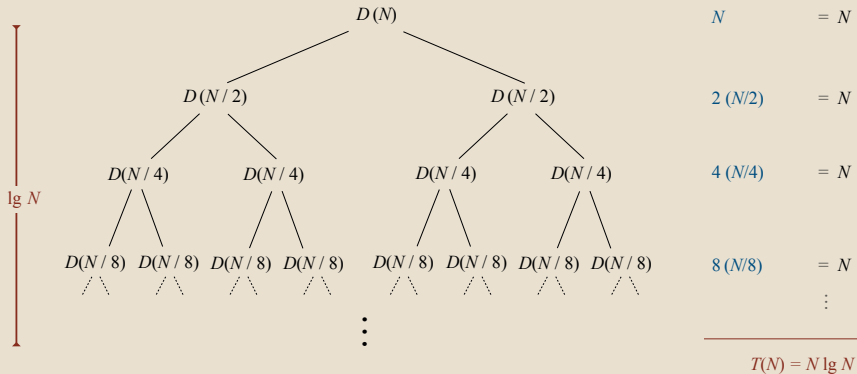 D(N) N = N
D(N / 2) D(N / 2) 2 (N/2) = N
D(N / 4) D(N / 4) D(N / 4) D(N / 4) 4 (N/4) = N
lg N
D(N / 8) D(N / 8) D(N / 8) D(N / 8) D(N / 8) D(N / 8) D(N / 8) D(N / 8) 8 (N/8) = N
⋮
⋮
T(N) = N lg N